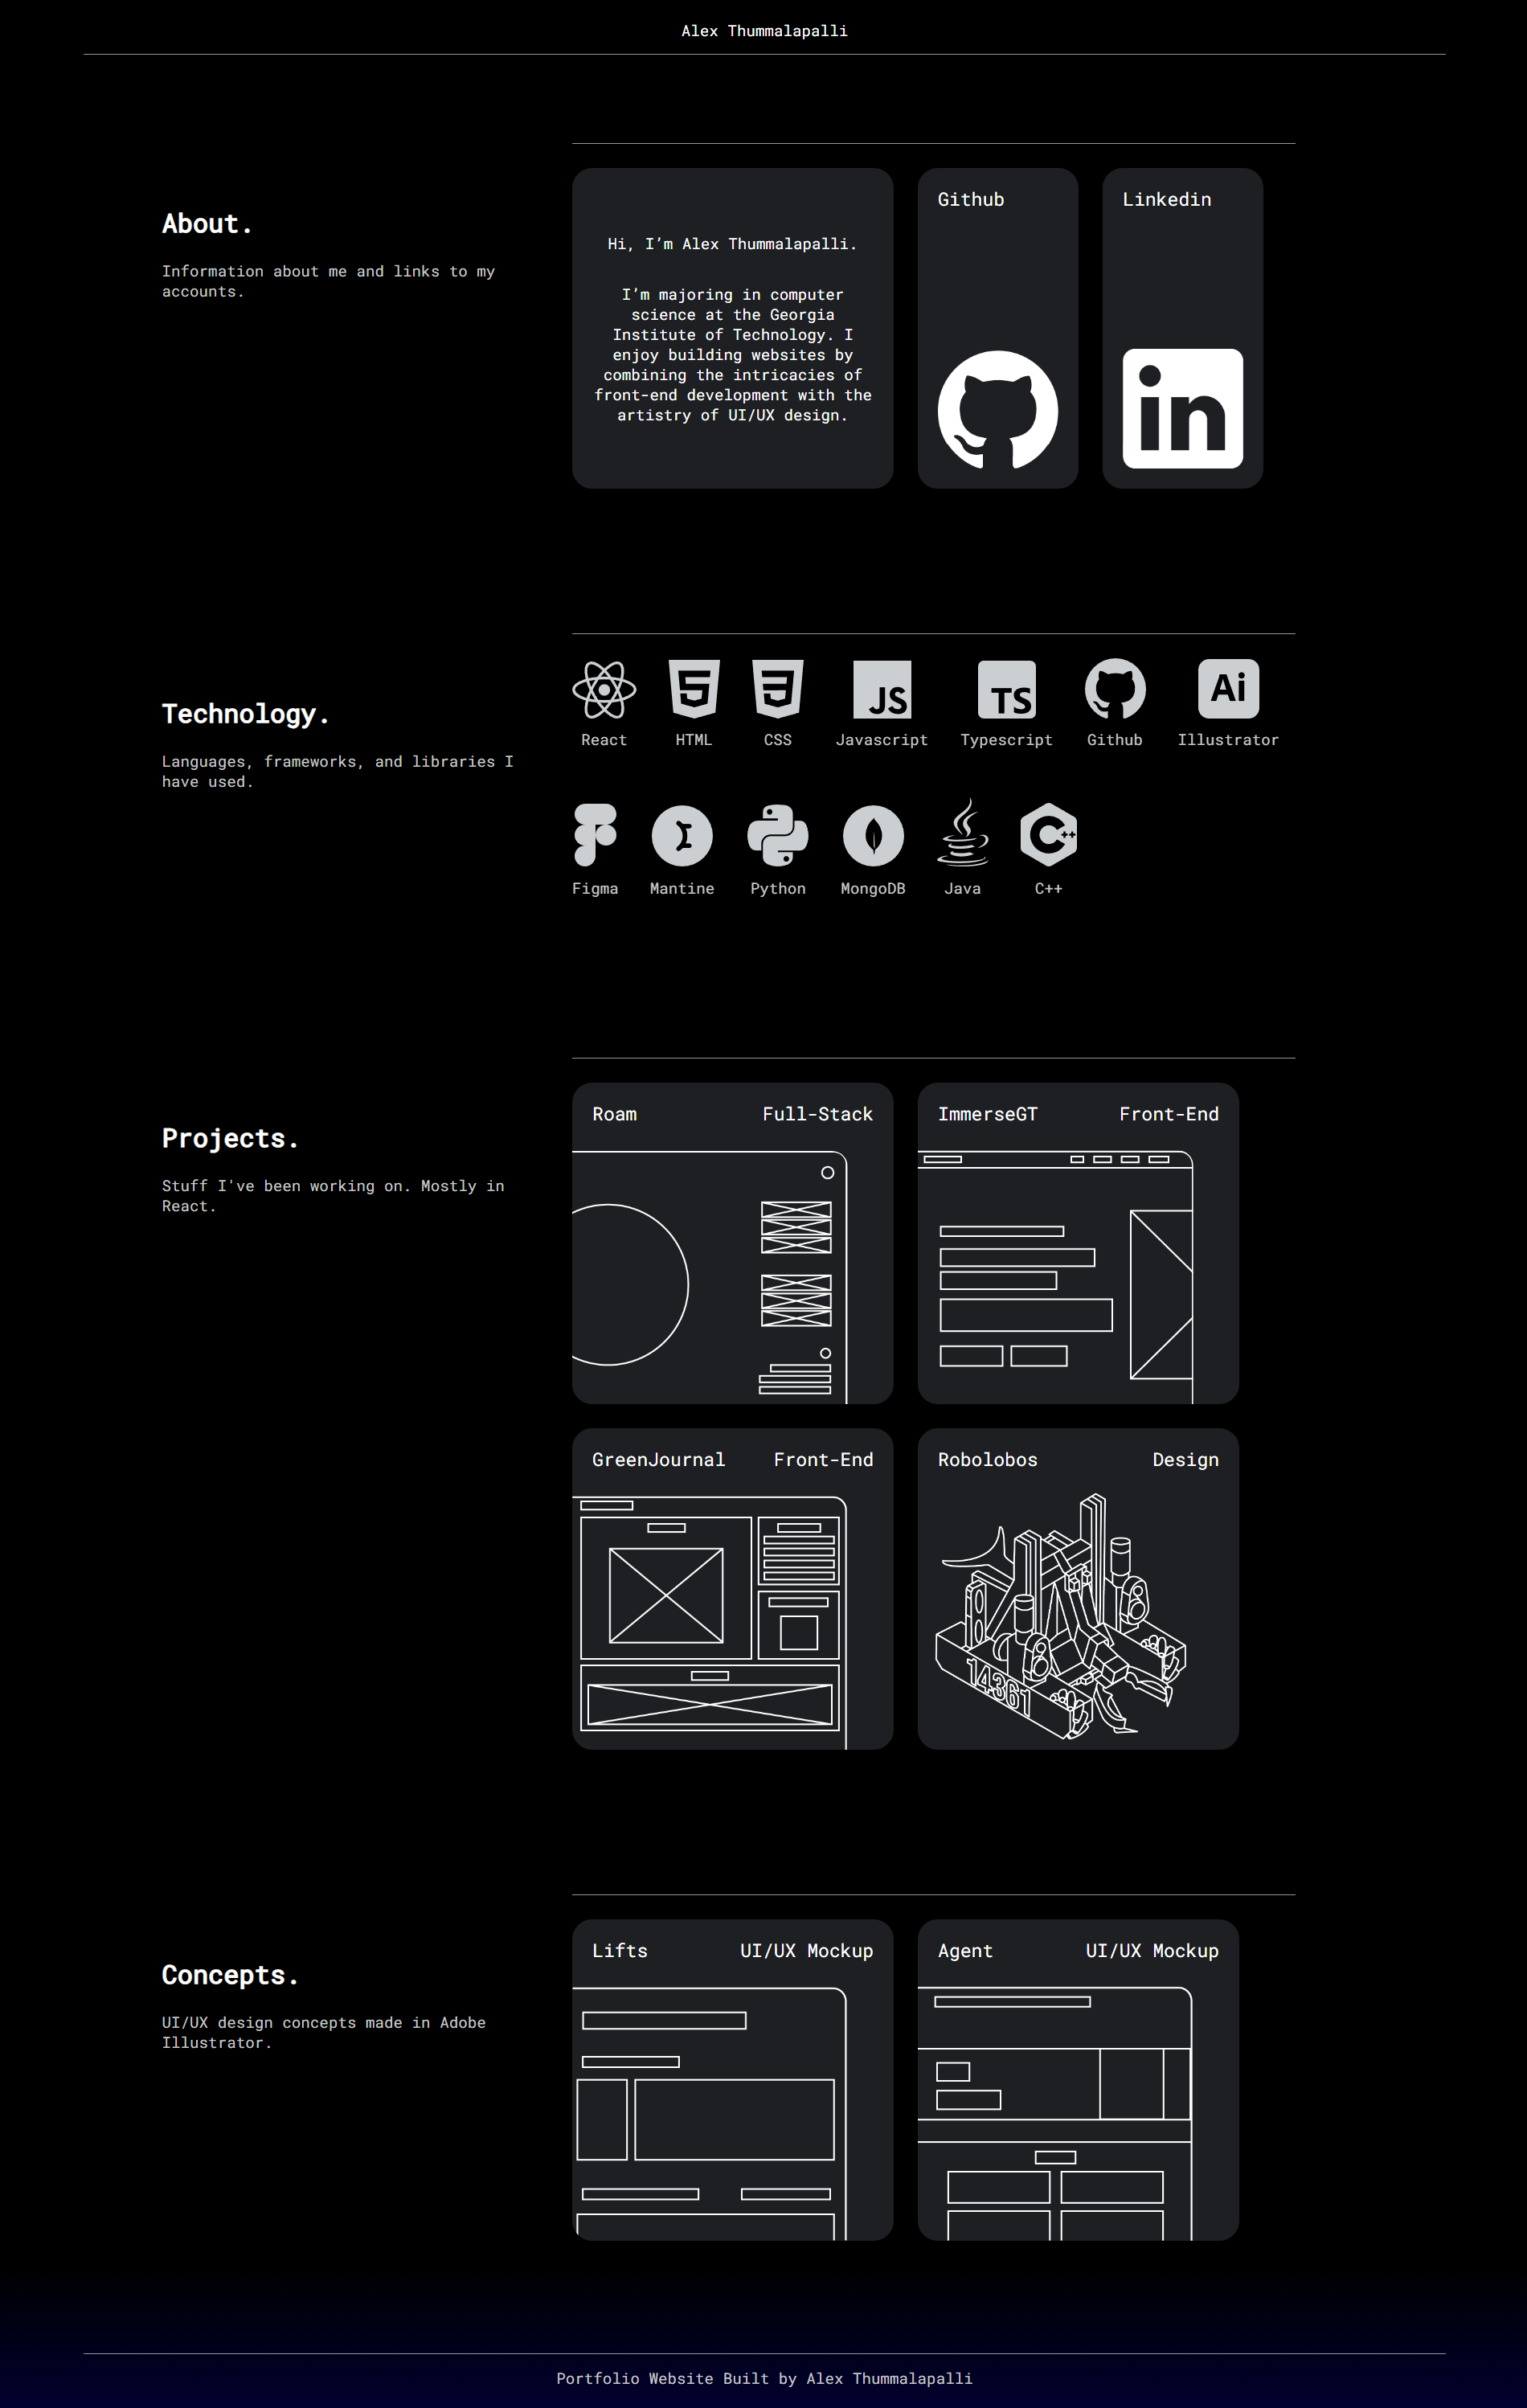 Alex Thummalapalli
About.
Information about me and links to my
accounts.
Hi, I’m Alex Thummalapalli.
I’m majoring in computer
science at the Georgia
Institute of Technology. I
enjoy building websites by
combining the intricacies of
front-end development with the
artistry of UI/UX design.
Github
Linkedin
in
Technology.
Languages, frameworks, and libraries I
have used.
JS
TS
Ai
React
HTML
CSS
Javascript
Typescript
Github
Illustrator
C++
Figma
Mantine
Python
MongoDB
Java
C++
Projects.
Stuff I've been working on. Mostly in
React.
Roam
Full-Stack
ImmerseGT
Front-End
GreenJournal
Front-End
Robolobos
Design
14361
Concepts.
UI/UX design concepts made in Adobe
Illustrator.
Lifts
UI/UX Mockup
Agent
UI/UX Mockup
Portfolio Website Built by Alex Thummalapalli